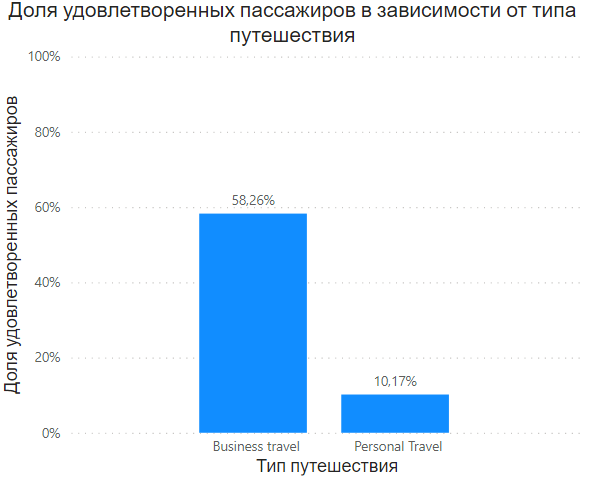 Доля удовлетворенных пассажиров в зависимости от типа
путешествия
Доля удовлетворенных пассажиров
100%
80%
60%
40%
20%
0%
58,26%
10,17%
Business travel
Personal Travel
Тип путешествия